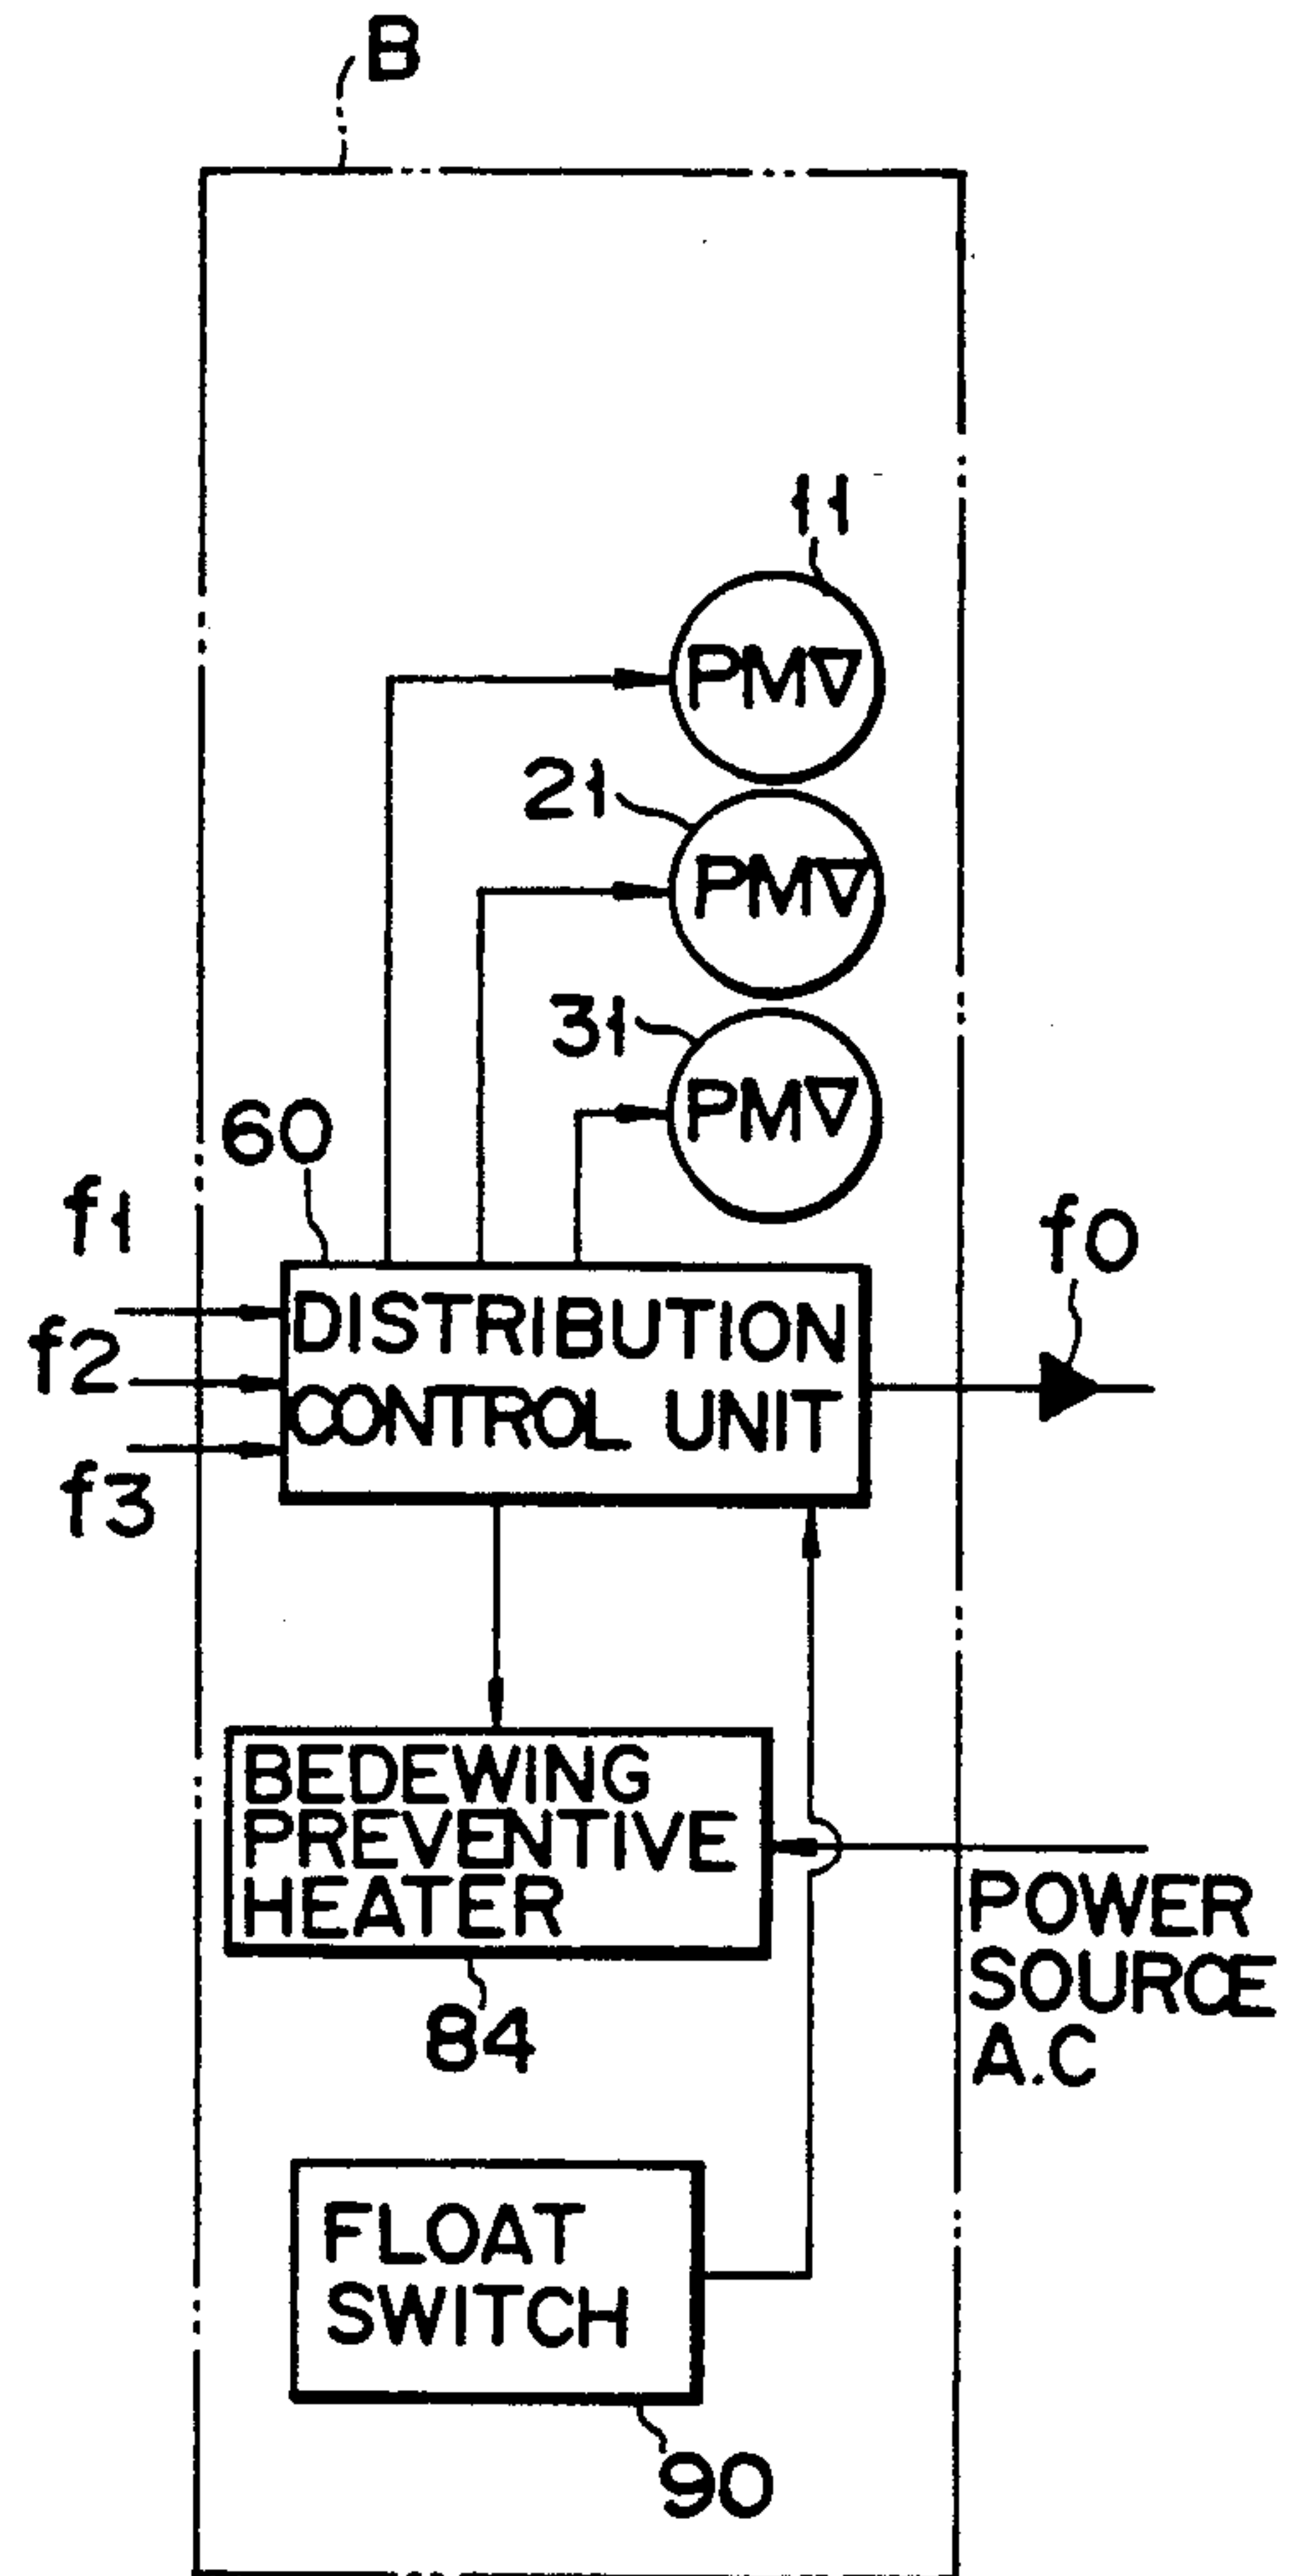 B
11
PMV
21
PMV
31
PMV
60
f1
f2
f3
DISTRIBUTION
CONTROL UNIT
f0
BEDEWING
PREVENTIVE
HEATER
84
POWER
SOURCE
A.C
FLOAT
SWITCH
90